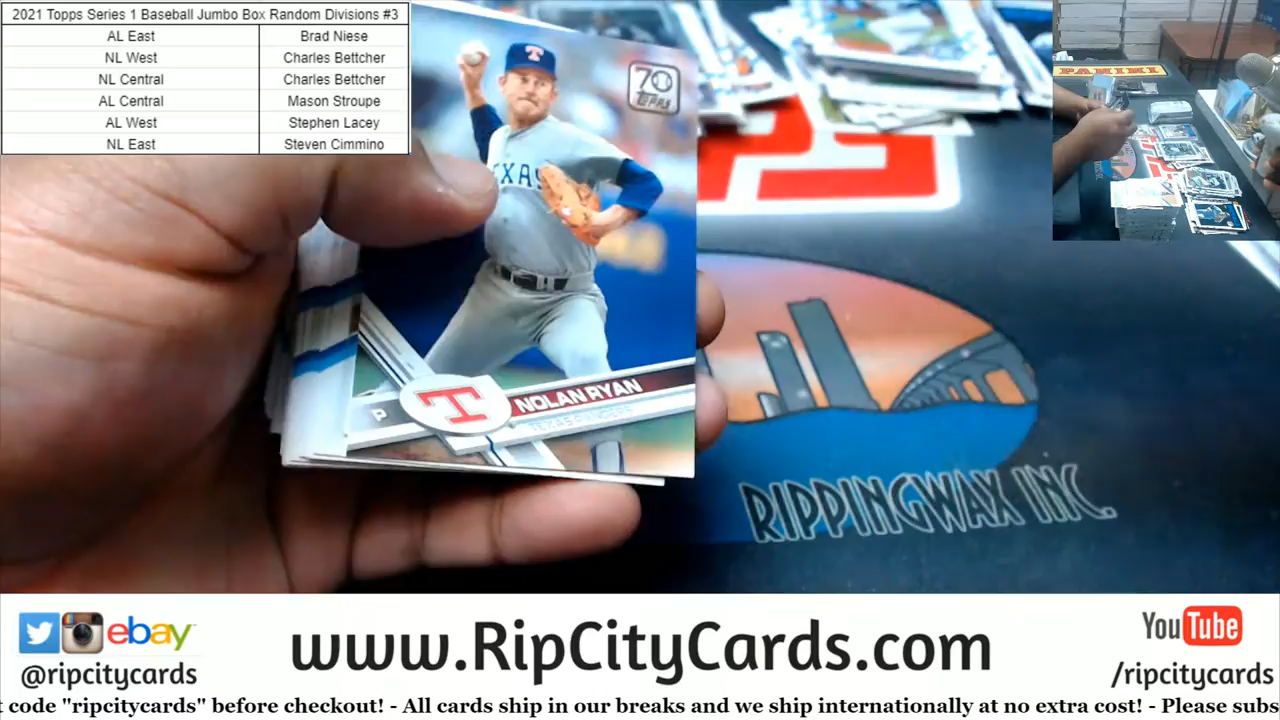 2021 Topps Series 1 Baseball Jumbo Box Random Divisions #3
AL East Brad Niese
NL West Charles Bettcher
NL Central Charles Bettcher
AL Central Mason Stroupe
AL West Stephen Lacey
NL East Steven Cimmino
PANINI
T
70
TOPPS
TEXAS
P
T
NOLAN RYAN
TEXAS RANGERS
RIPPINGWAX INC.
ebay
@ripcitycards
www.RipCityCards.com
YouTube
/ripcitycards
t code "ripcitycards" before checkout! - All cards ship in our breaks and we ship internationally at no extra cost! - Please subs